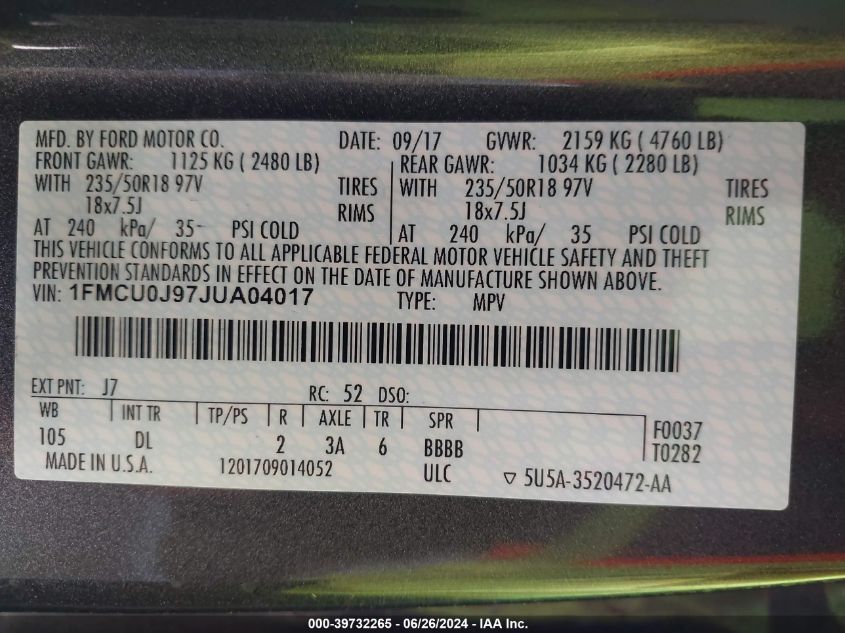 MFD. BY FORD MOTOR CO. DATE: 09/17 GVWR: 2159 KG ( 4760 LB)
FRONT GAWR: 1125 KG ( 2480 LB) REAR GAWR: 1034 KG ( 2280 LB)
WITH 235/50R18 97V TIRES WITH 235/50R18 97V TIRES
18x7.5J RIMS 18x7.5J RIMS
AT 240 kPa/ 35 PSI COLD AT 240 kPa/ 35 PSI COLD
THIS VEHICLE CONFORMS TO ALL APPLICABLE FEDERAL MOTOR VEHICLE SAFETY AND THEFT
PREVENTION STANDARDS IN EFFECT ON THE DATE OF MANUFACTURE SHOWN ABOVE.
VIN: 1FMCU0J97JUA04017 TYPE: MPV
EXT PNT: J7 RC: 52 DSO:
WB INT TR TP/PS R AXLE TR SPR
105 DL 2 3A 6 BBBB F0037
T0282
MADE IN U.S.A. 1201709014052 ULC ▽ 5U5A-3520472-AA
000-39732265 - 06/26/2024 - IAA Inc.